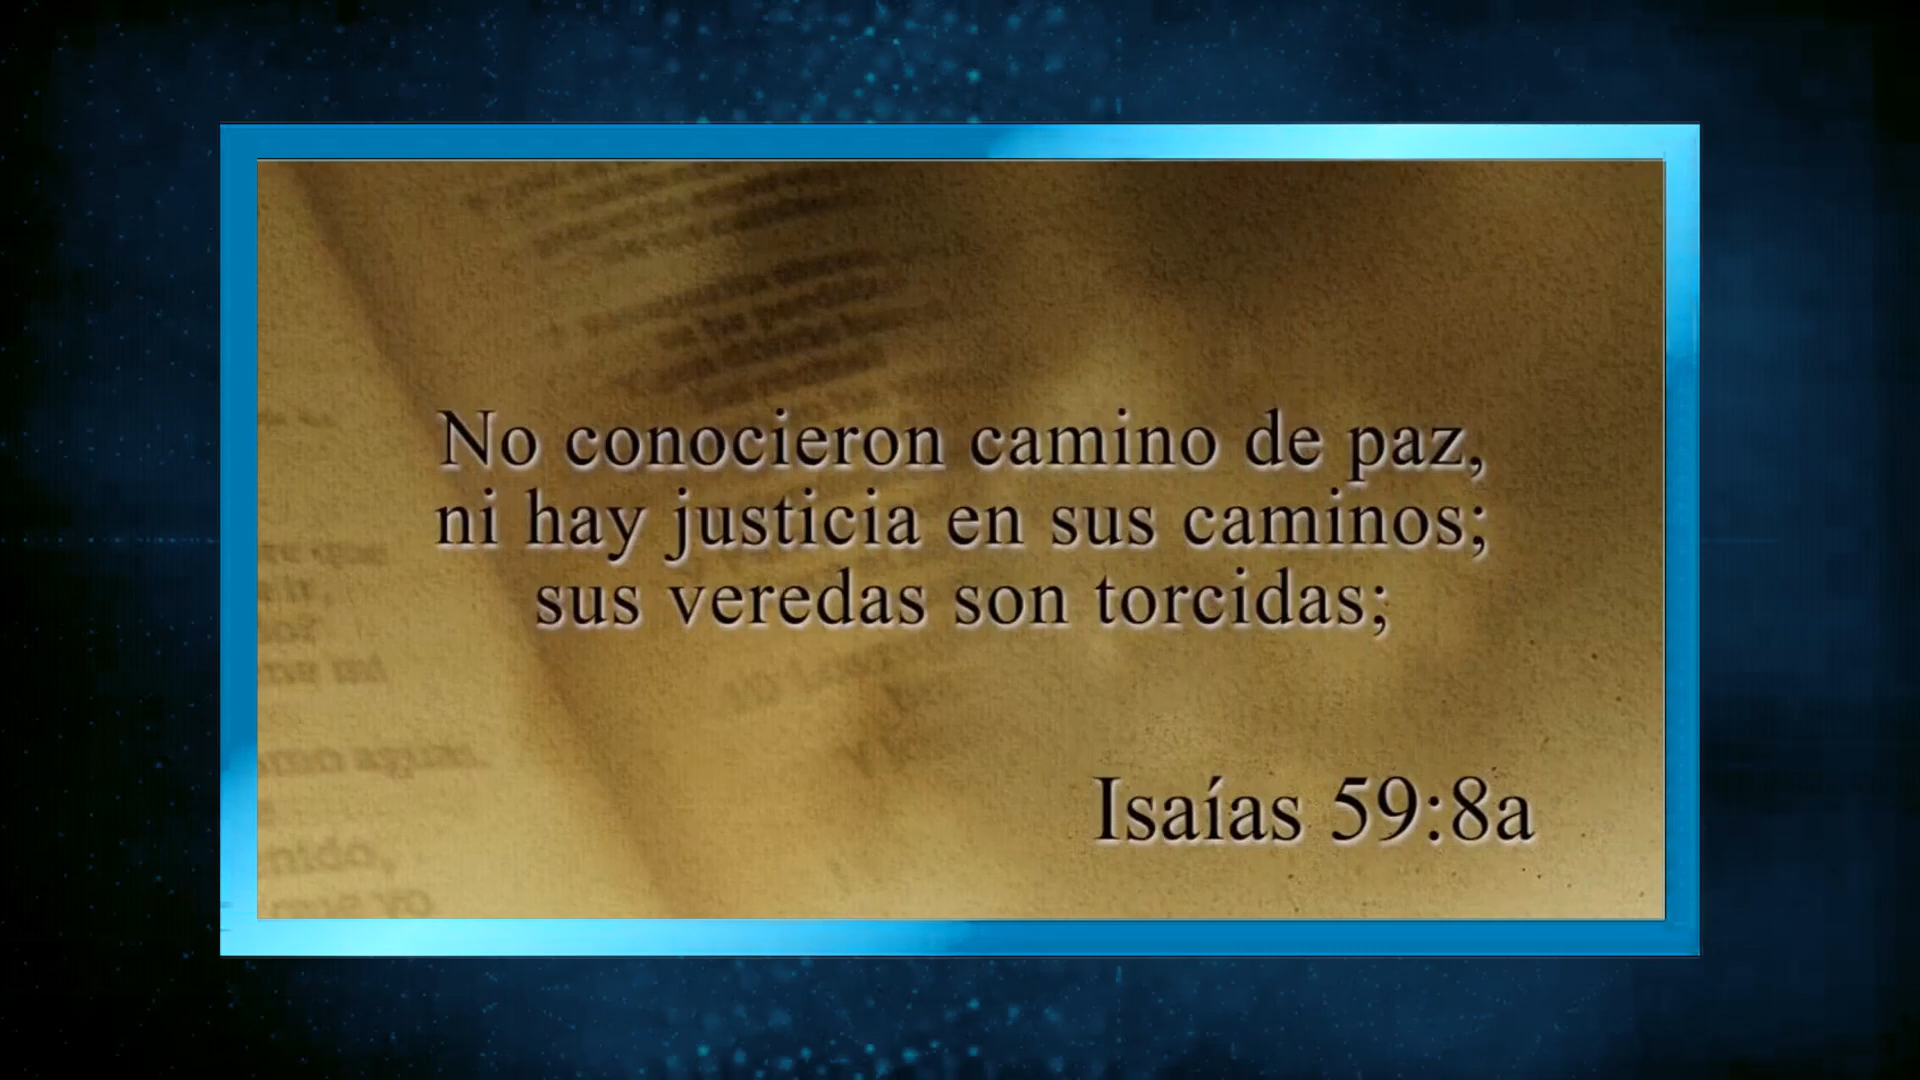 No conocieron camino de paz,
ni hay justicia en sus caminos;
sus veredas son torcidas;
Isaías 59:8a